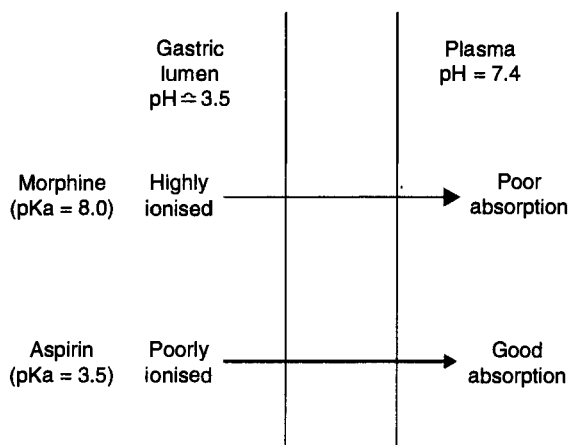 Gastric
lumen
pH ≏ 3.5
Plasma
pH = 7.4
Morphine
(pKa = 8.0)
Highly
ionised
Poor
absorption
Aspirin
(pKa = 3.5)
Poorly
ionised
Good
absorption